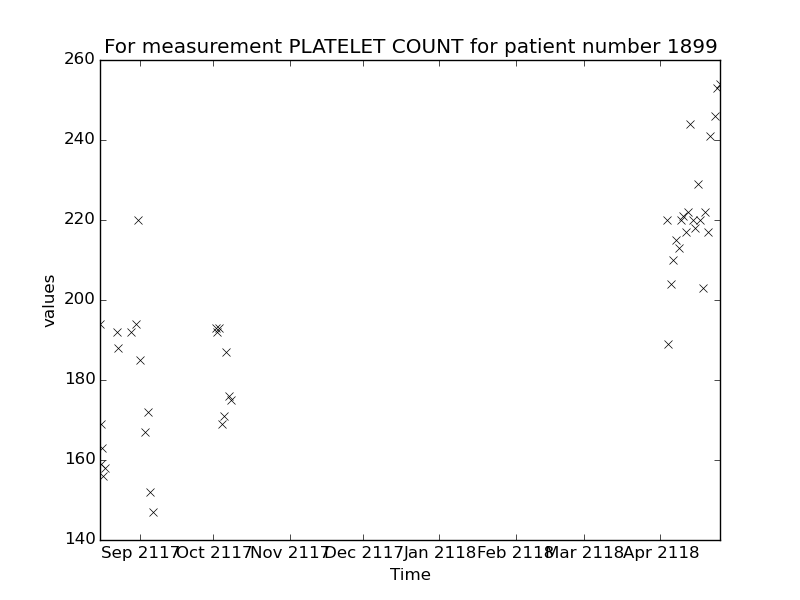 For measurement PLATELET COUNT for patient number 1899
260
240
220
200
180
160
140
values
Sep 2117 Oct 2117 Nov 2117 Dec 2117 Jan 2118 Feb 2118 Mar 2118 Apr 2118
Time